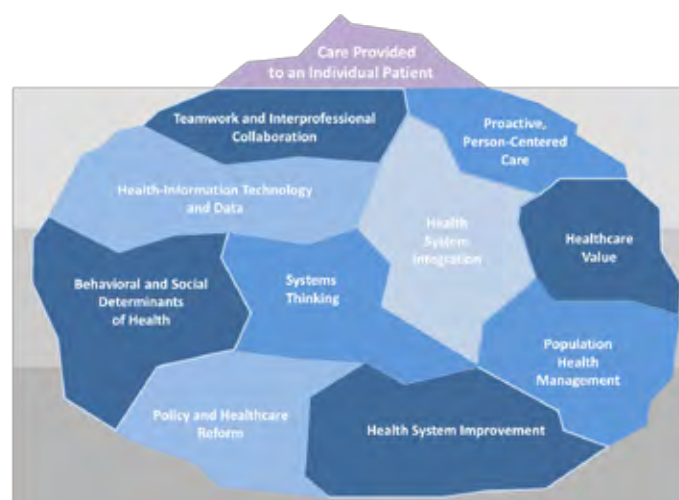 Care Provided
to an Individual Patient
Teamwork and Interprofessional
Collaboration
Proactive,
Person-Centered
Care
Health-Information Technology
and Data
Health
System
Integration
Healthcare
Value
Behavioral and Social
Determinants
of Health
Systems
Thinking
Population
Health
Management
Policy and Healthcare
Reform
Health System Improvement